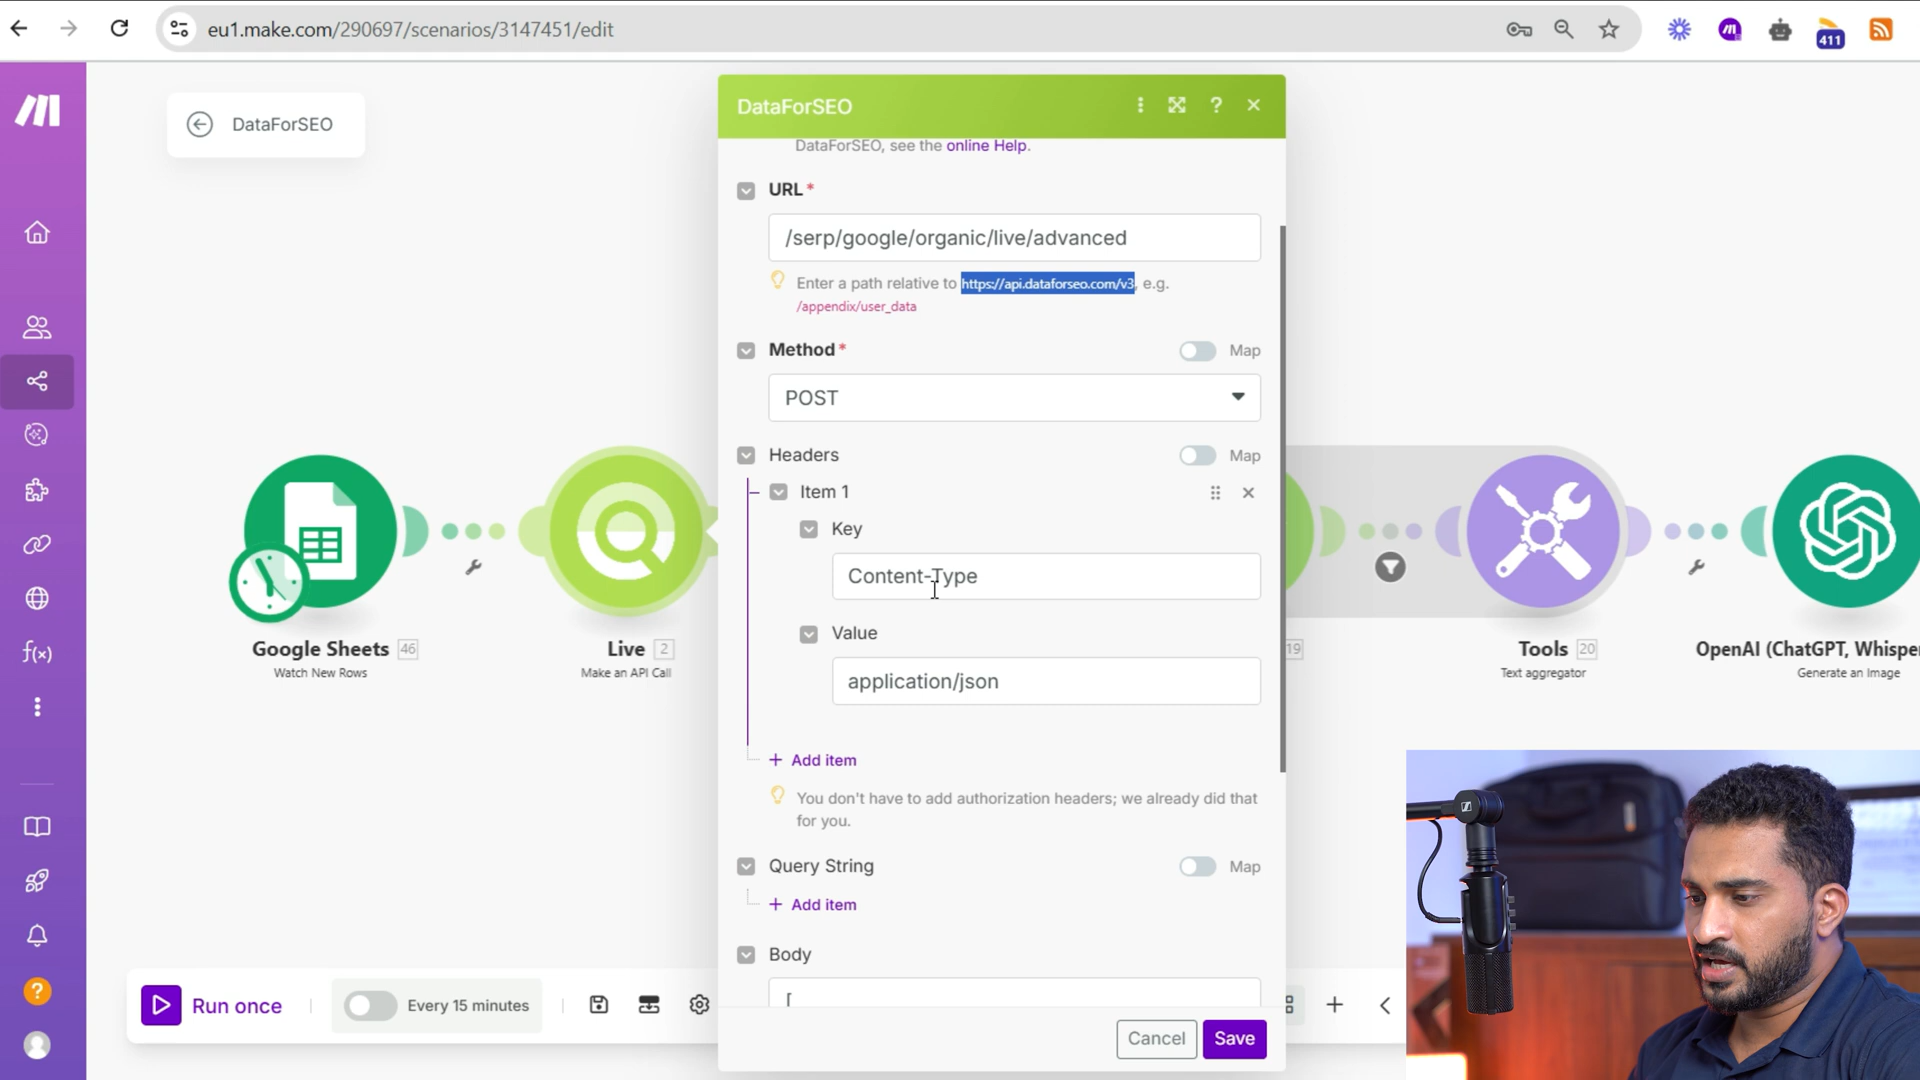 eu1.make.com/290697/scenarios/3147451/edit
411
DataForSEO
DataForSEO
DataForSEO, see the online Help.
URL *
/serp/google/organic/live/advanced
Enter a path relative to https://api.dataforseo.com/v3, e.g.
/appendix/user_data
Method *
Map
POST
Headers
Map
Item 1
Key
Content-Type
Value
application/json
+ Add item
You don't have to add authorization headers; we already did that
for you.
Query String
Map
+ Add item
Body
[
Cancel
Save
Google Sheets 46
Watch New Rows
Live 2
Make an API Call
19
Tools 20
Text aggregator
OpenAI (ChatGPT, Whisper
Generate an Image
Run once
Every 15 minutes